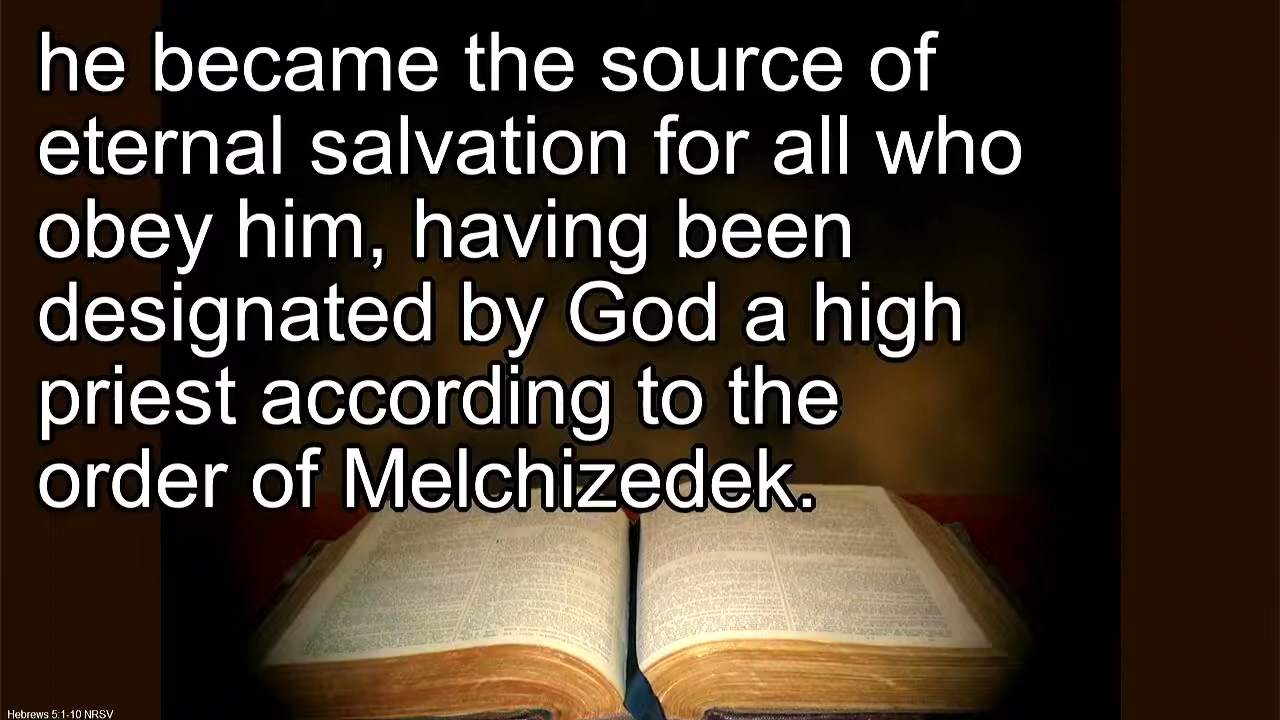 he became the source of
eternal salvation for all who
obey him, having been
designated by God a high
priest according to the
order of Melchizedek.
Hebrews 5:1-10 NRSV